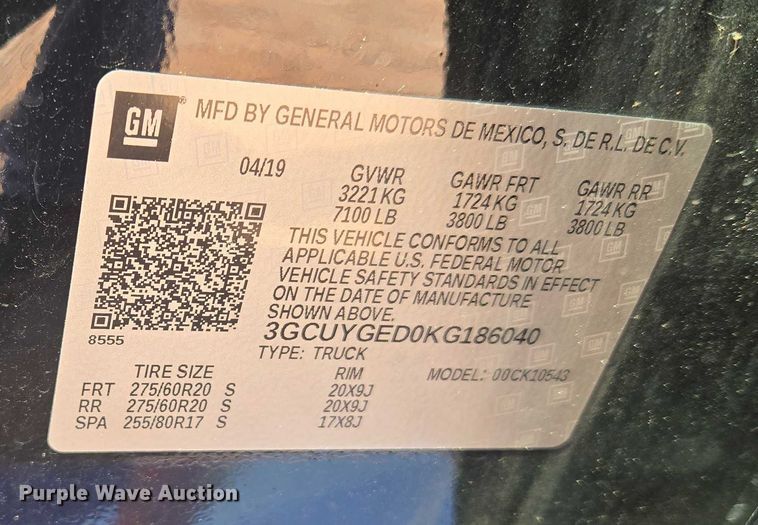 GM MFD BY GENERAL MOTORS DE MEXICO, S. DE R.L. DE C.V.
04/19 GVWR GAWR FRT GAWR RR
3221 KG 1724 KG 1724 KG
7100 LB 3800 LB 3800 LB
THIS VEHICLE CONFORMS TO ALL
APPLICABLE U.S. FEDERAL MOTOR
VEHICLE SAFETY STANDARDS IN EFFECT
ON THE DATE OF MANUFACTURE
SHOWN ABOVE.
8555
3GCUYGED0KG186040
TYPE: TRUCK
TIRE SIZE RIM MODEL: 00CK10543
FRT 275/60R20 S 20X9J
RR 275/60R20 S 20X9J
SPA 255/80R17 S 17X8J
Purple Wave Auction